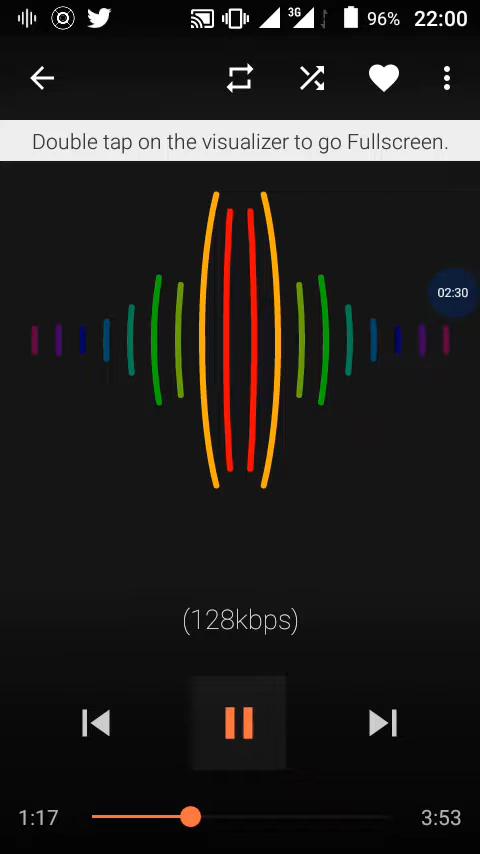 3G 96% 22:00
Double tap on the visualizer to go Fullscreen.
02:30
(128kbps)
1:17 3:53